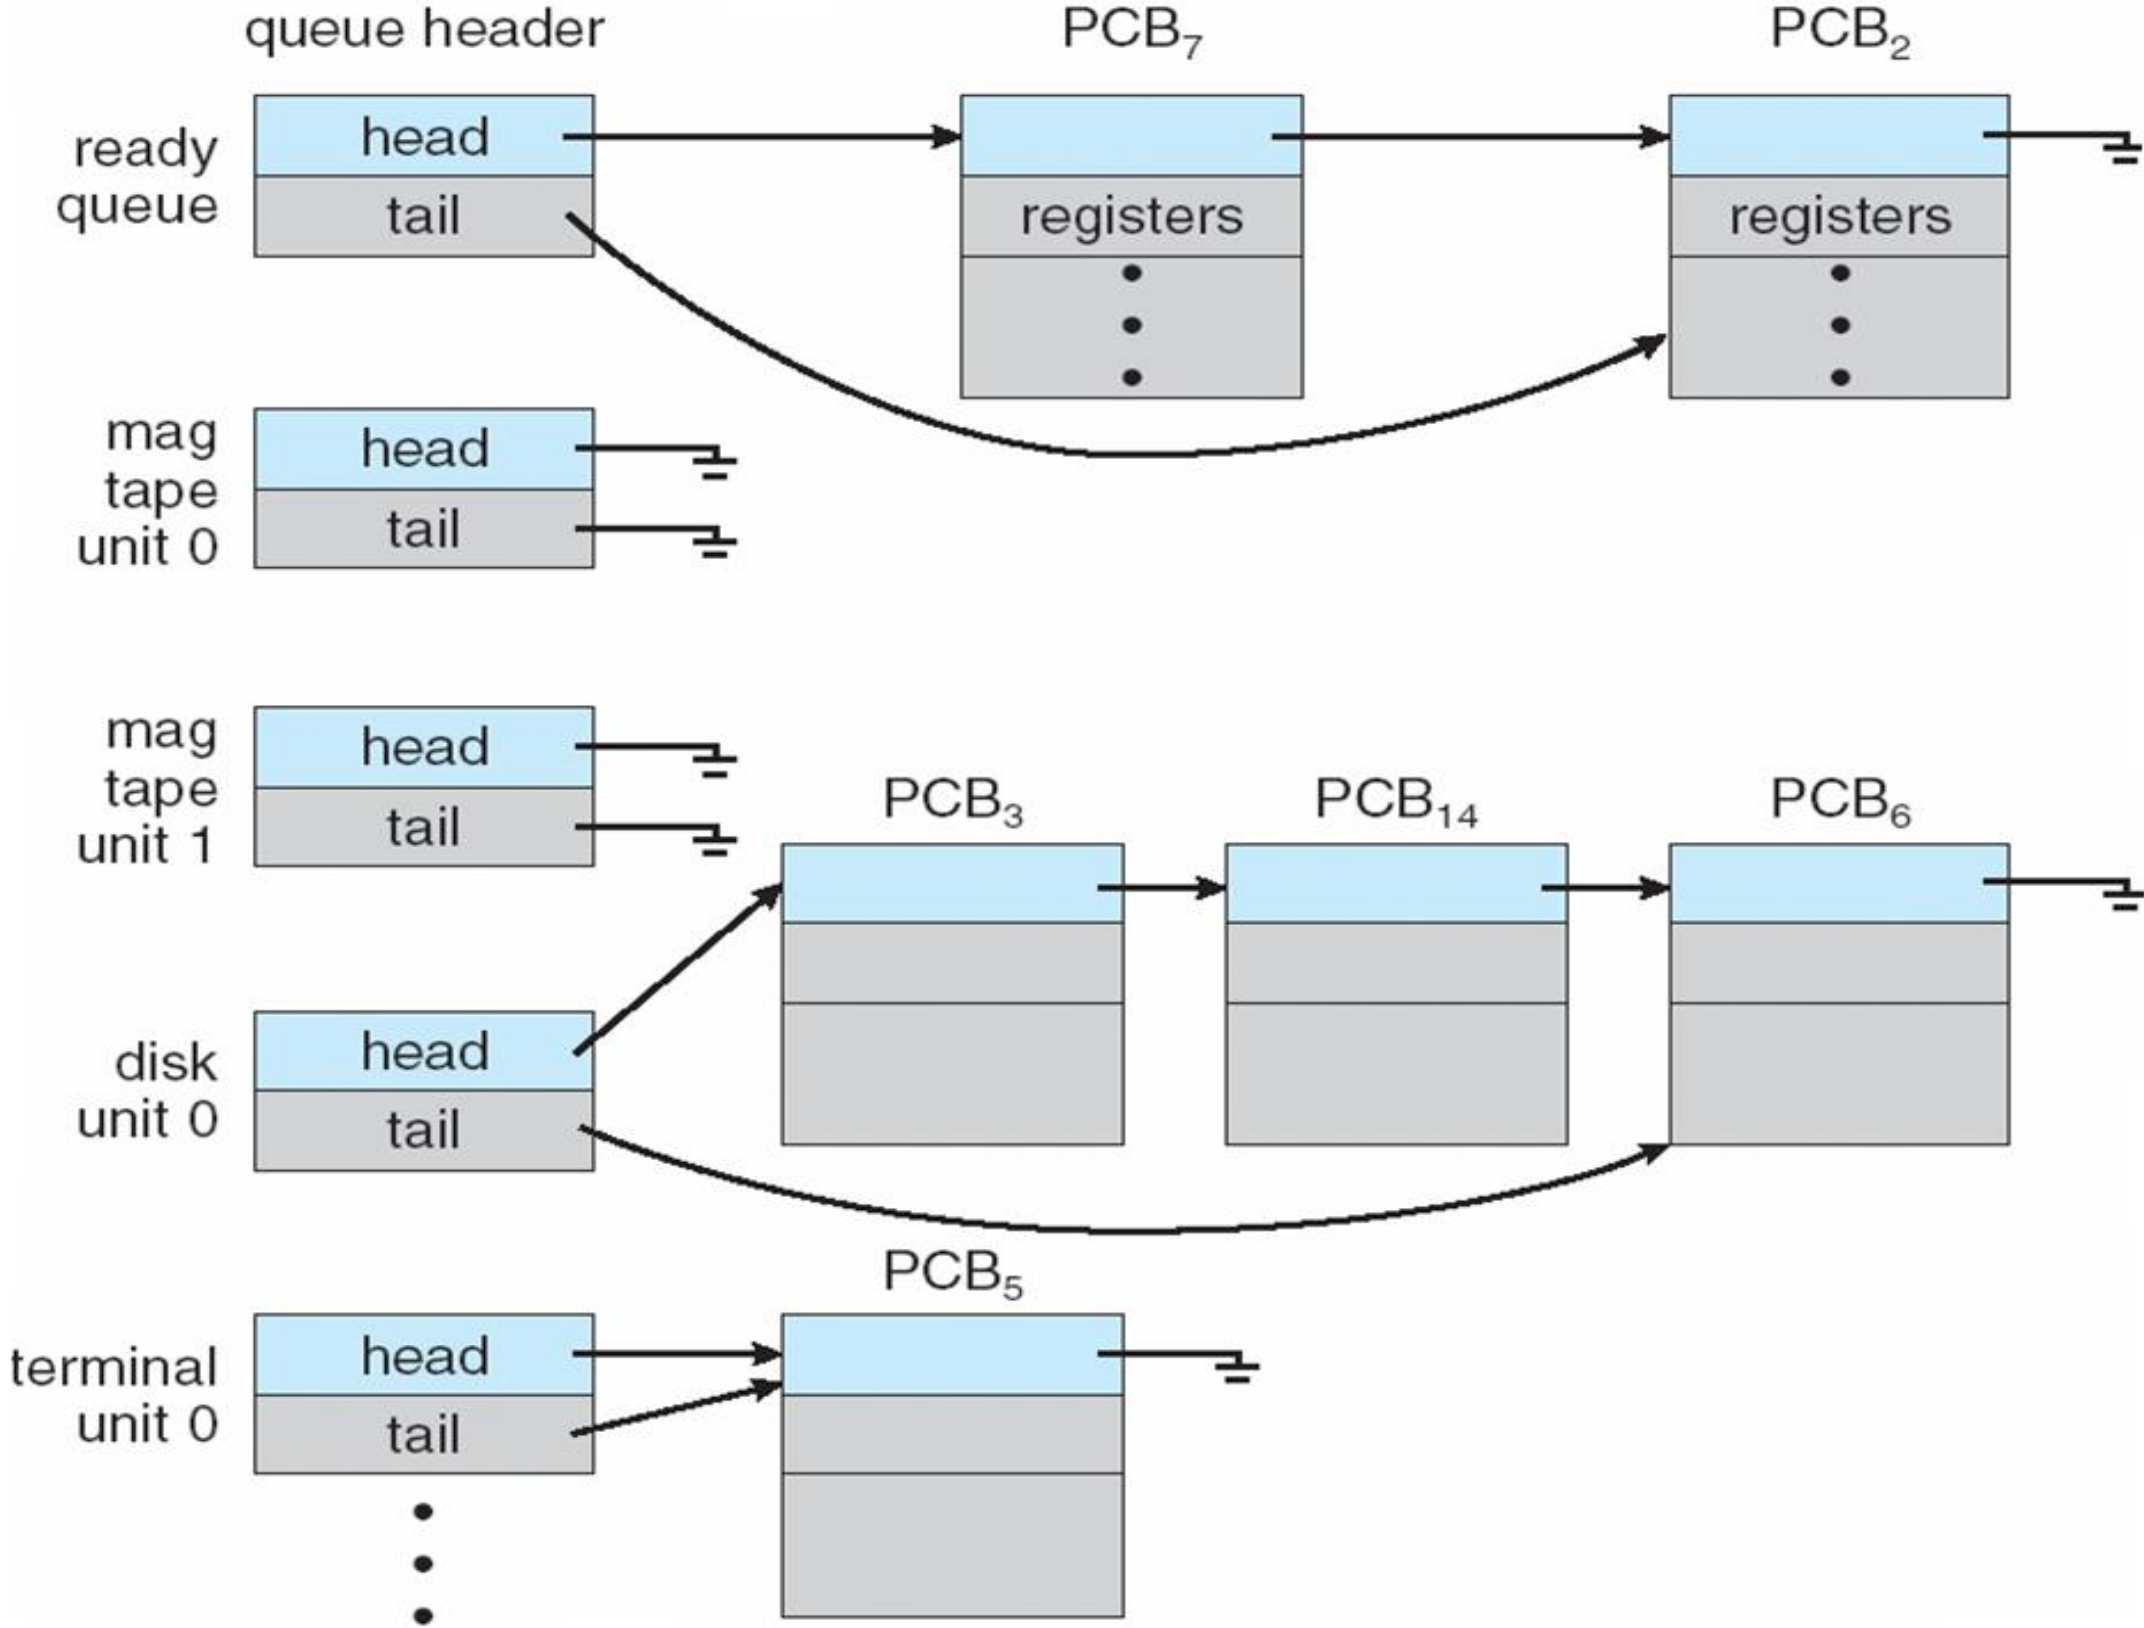 queue header
PCB₇
PCB₂
ready
queue
head
tail
registers
registers
mag
tape
unit 0
head
tail
mag
tape
unit 1
head
tail
PCB₃
PCB₁₄
PCB₆
disk
unit 0
head
tail
PCB₅
terminal
unit 0
head
tail